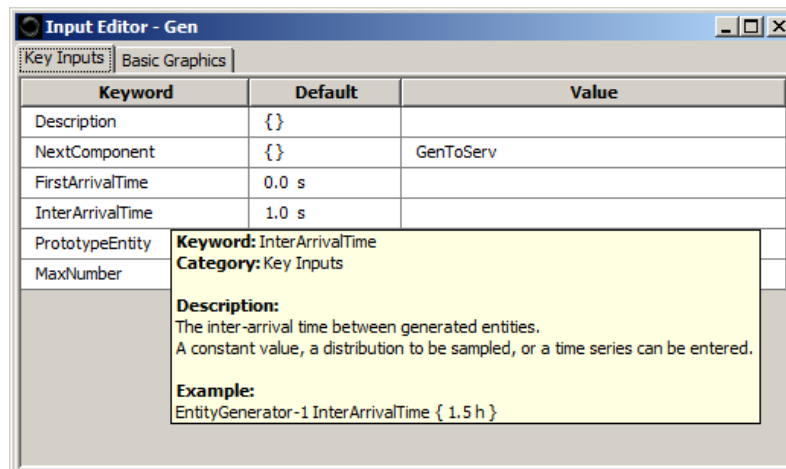 Input Editor - Gen
Key Inputs Basic Graphics
Keyword Default Value
Description {}
NextComponent {} GenToServ
FirstArrivalTime 0.0 s
InterArrivalTime 1.0 s
PrototypeEntity
MaxNumber
Keyword: InterArrivalTime
Category: Key Inputs
Description:
The inter-arrival time between generated entities.
A constant value, a distribution to be sampled, or a time series can be entered.
Example:
EntityGenerator-1 InterArrivalTime { 1.5 h }